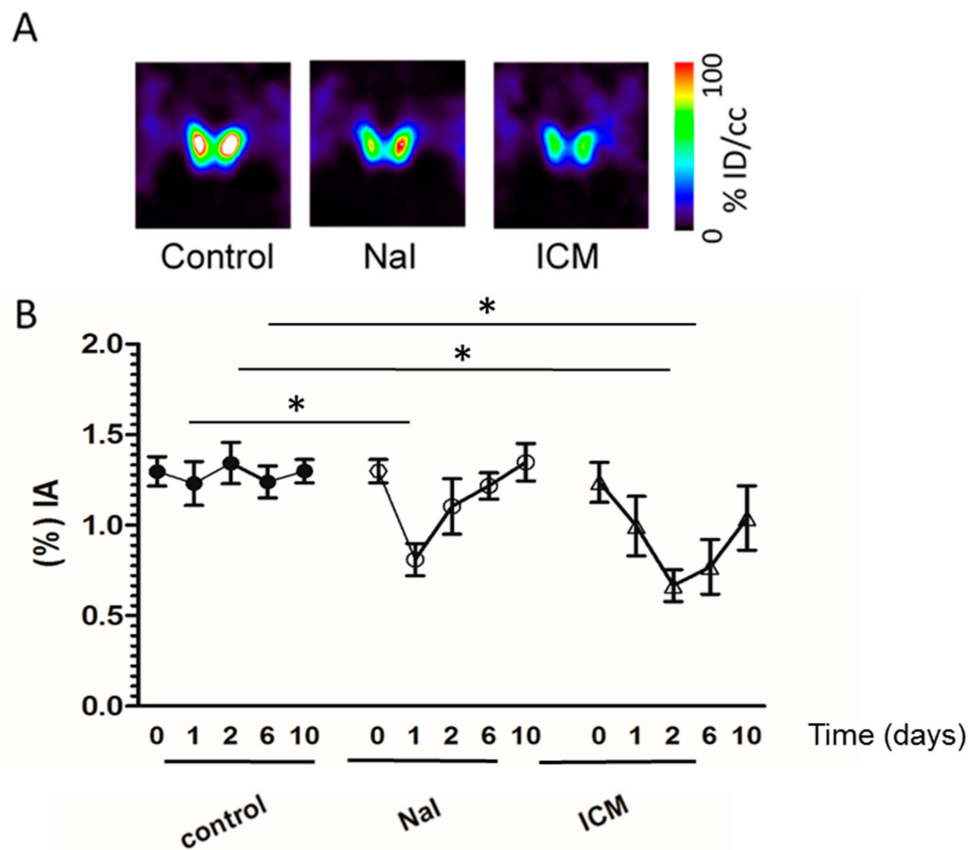 A
100
% ID/cc
0
Control
NaI
ICM
B
*
*
*
2.0
1.5
1.0
0.5
0.0
(%) IA
0 1 2 6 10 0 1 2 6 10 0 1 2 6 10 Time (days)
control
NaI
ICM